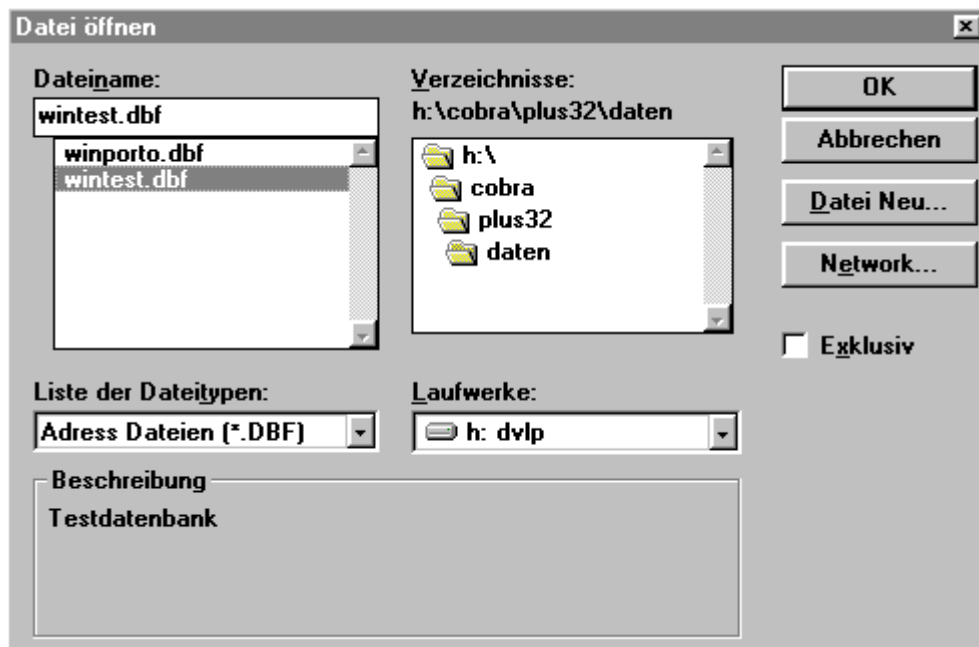 Datei öffnen
Dateiname:
wintest.dbf
winporto.dbf
wintest.dbf
Verzeichnisse:
h:\cobra\plus32\daten
h:\
cobra
plus32
daten
OK
Abbrechen
Datei Neu...
Network...
Exklusiv
Liste der Dateitypen:
Adress Dateien (*.DBF)
Laufwerke:
h: dvlp
Beschreibung
Testdatenbank